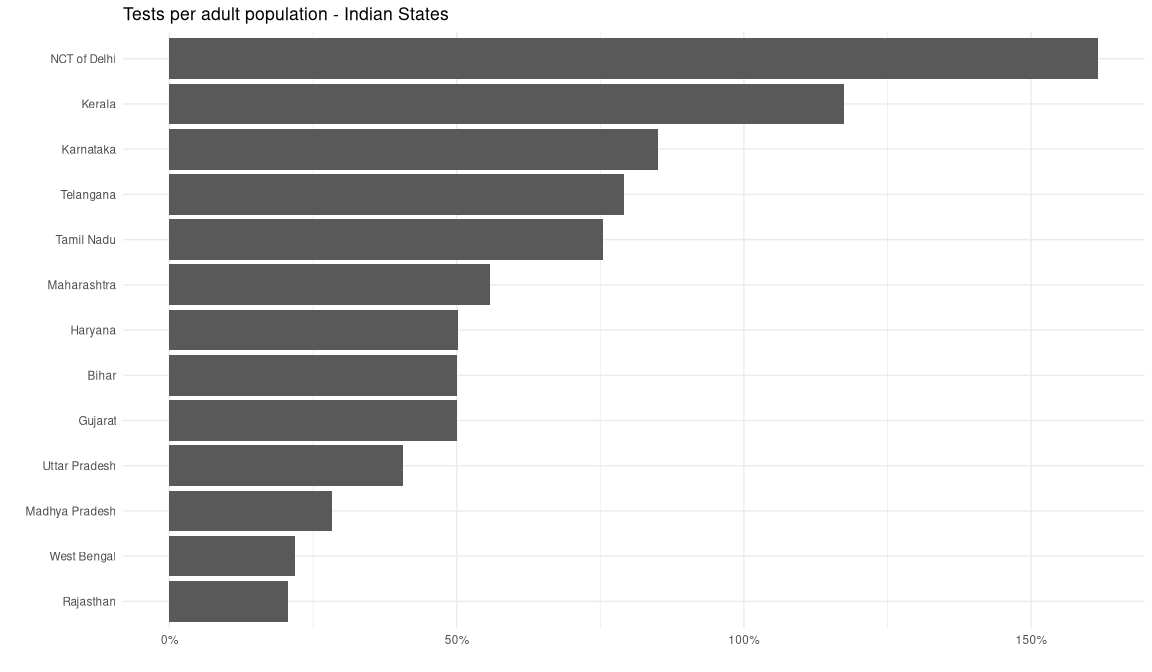 Tests per adult population - Indian States
NCT of Delhi
Kerala
Karnataka
Telangana
Tamil Nadu
Maharashtra
Haryana
Bihar
Gujarat
Uttar Pradesh
Madhya Pradesh
West Bengal
Rajasthan
0% 50% 100% 150%